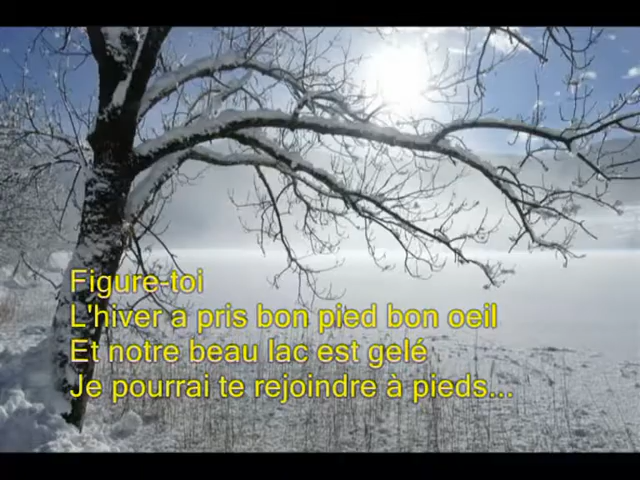 Figure-toi
L'hiver a pris bon pied bon oeil
Et notre beau lac est gelé
Je pourrai te rejoindre à pieds...